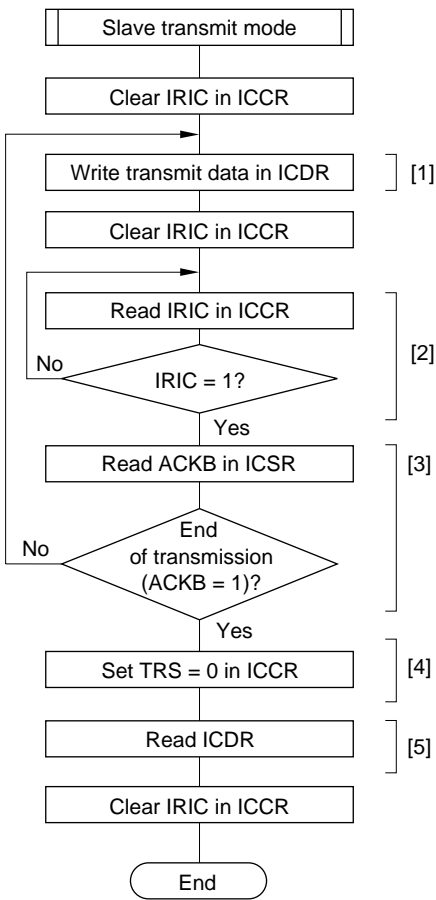 Slave transmit mode
Clear IRIC in ICCR
Write transmit data in ICDR
[1]
Clear IRIC in ICCR
Read IRIC in ICCR
[2]
No
IRIC = 1?
Yes
Read ACKB in ICSR
[3]
End
of transmission
(ACKB = 1)?
No
Yes
Set TRS = 0 in ICCR
[4]
Read ICDR
[5]
Clear IRIC in ICCR
End